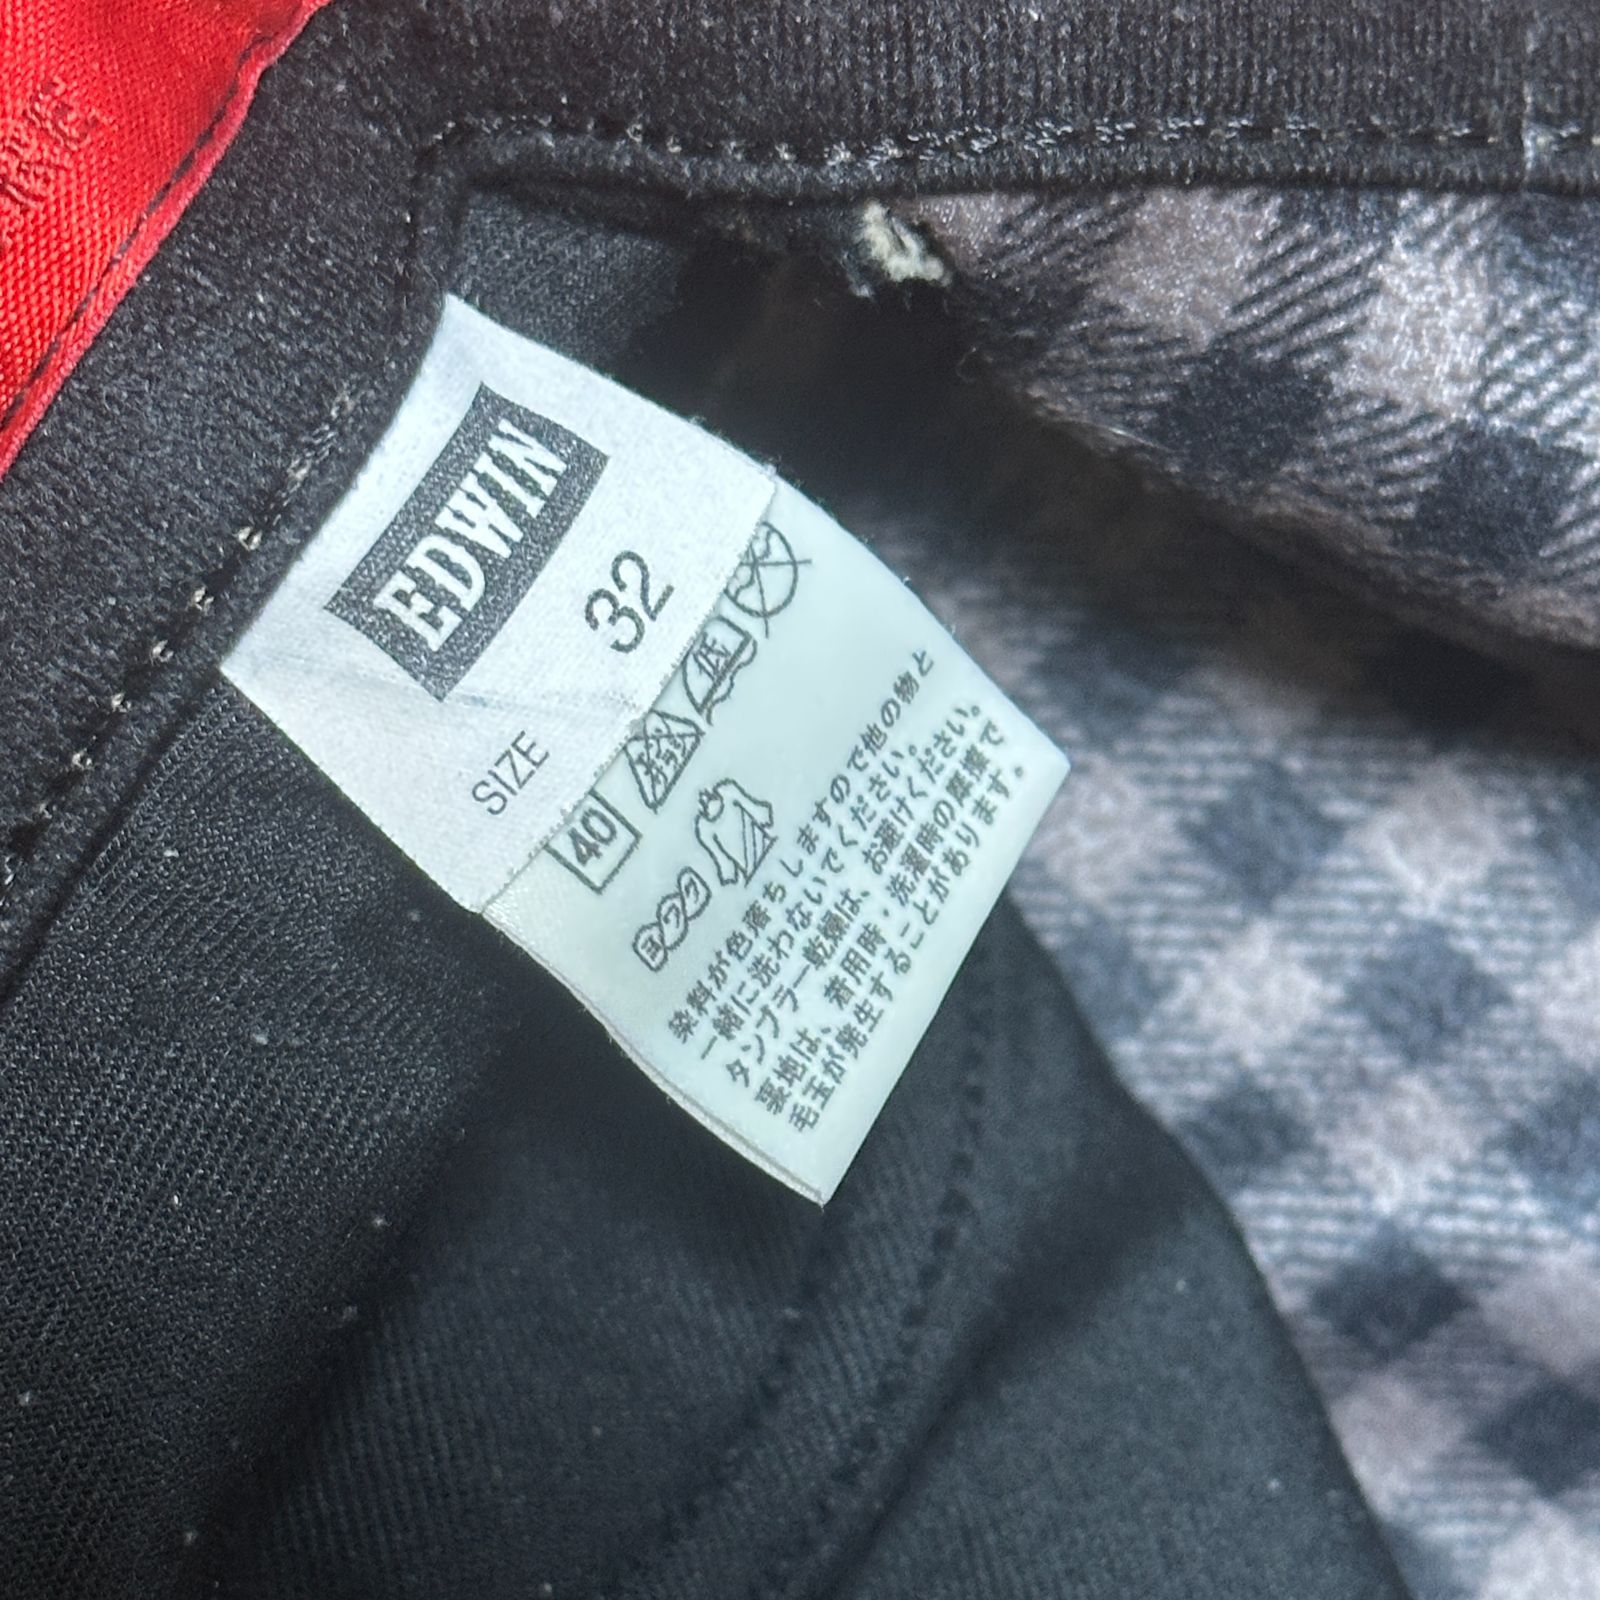 EDWIN
SIZE 32
40
低
ヨワク
染料が色落ちしますので他の物と
一緒に洗わないでください。
タンブラー乾燥は、お避けください。
裏地は、着用時・洗濯時の摩擦で
毛玉が発生することがあります。